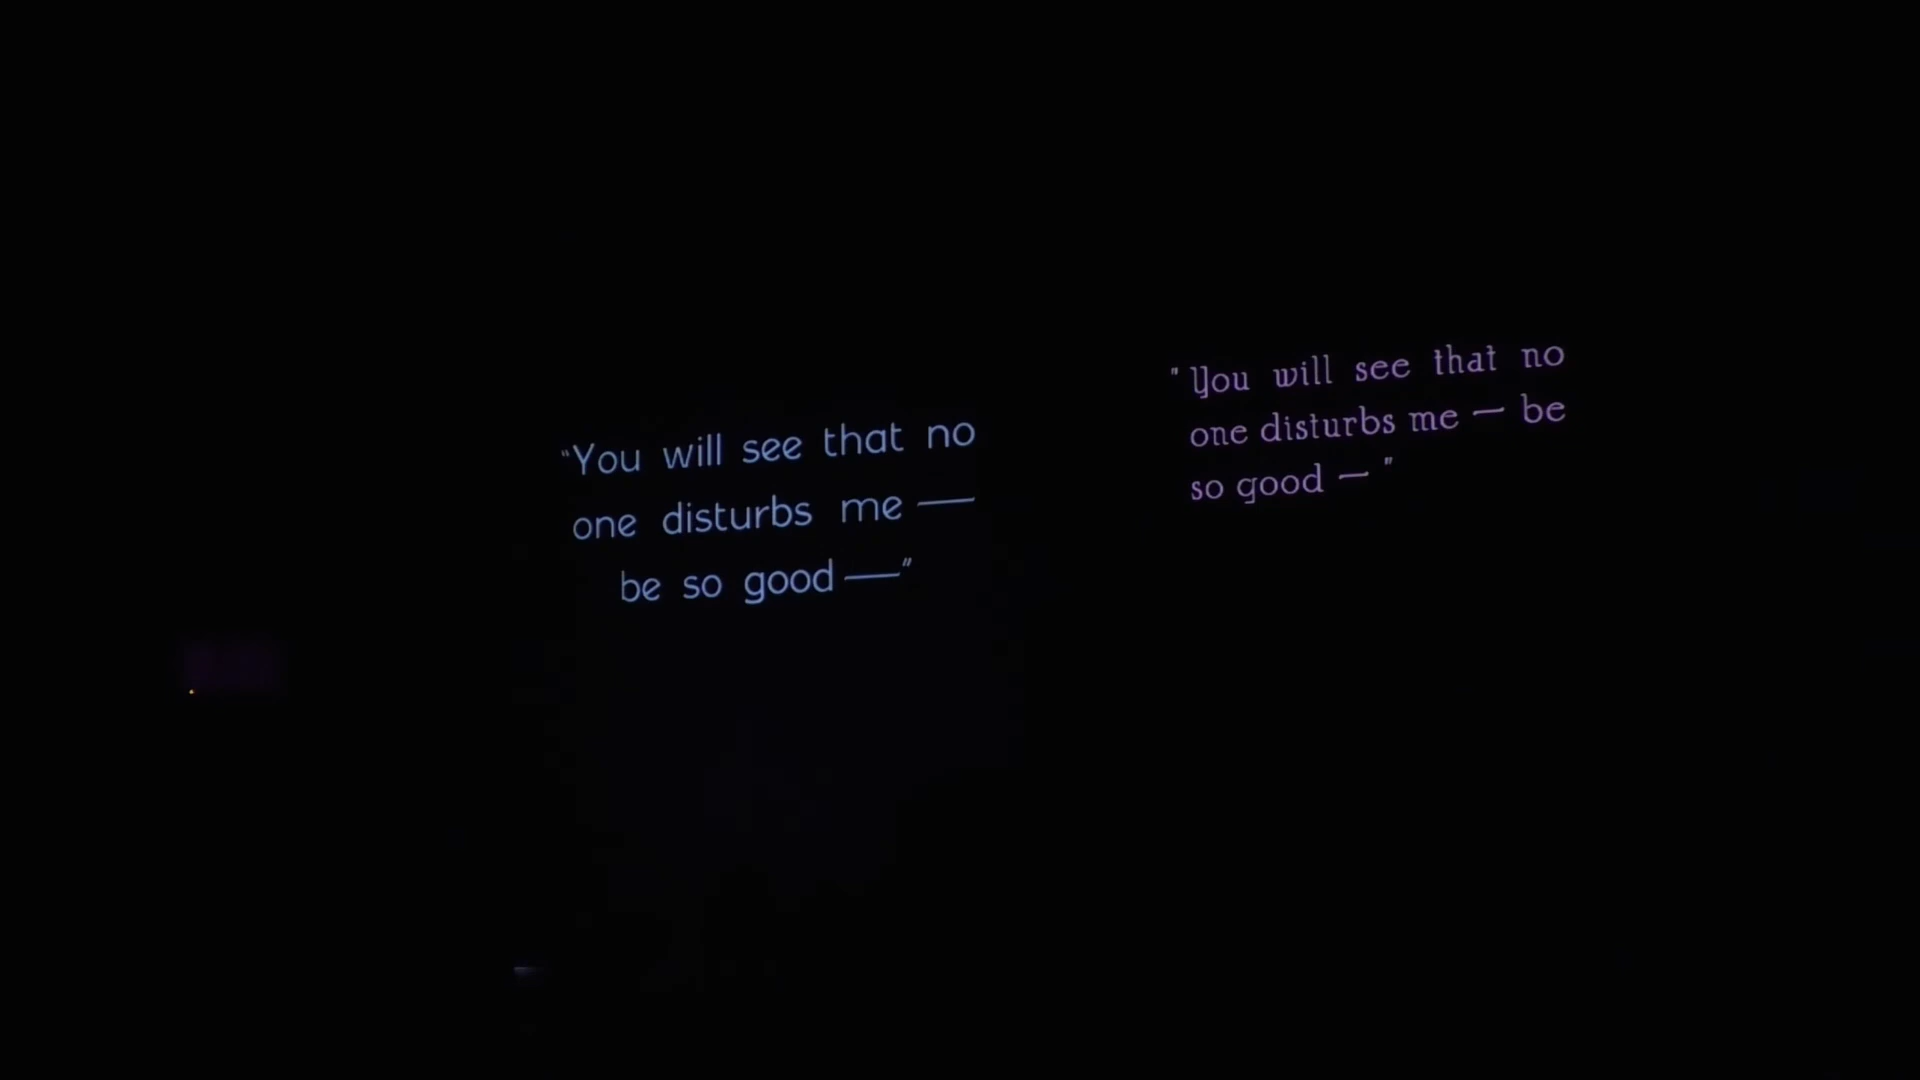 “You will see that no
one disturbs me —
be so good —”
" You will see that no
one disturbs me — be
so good — "